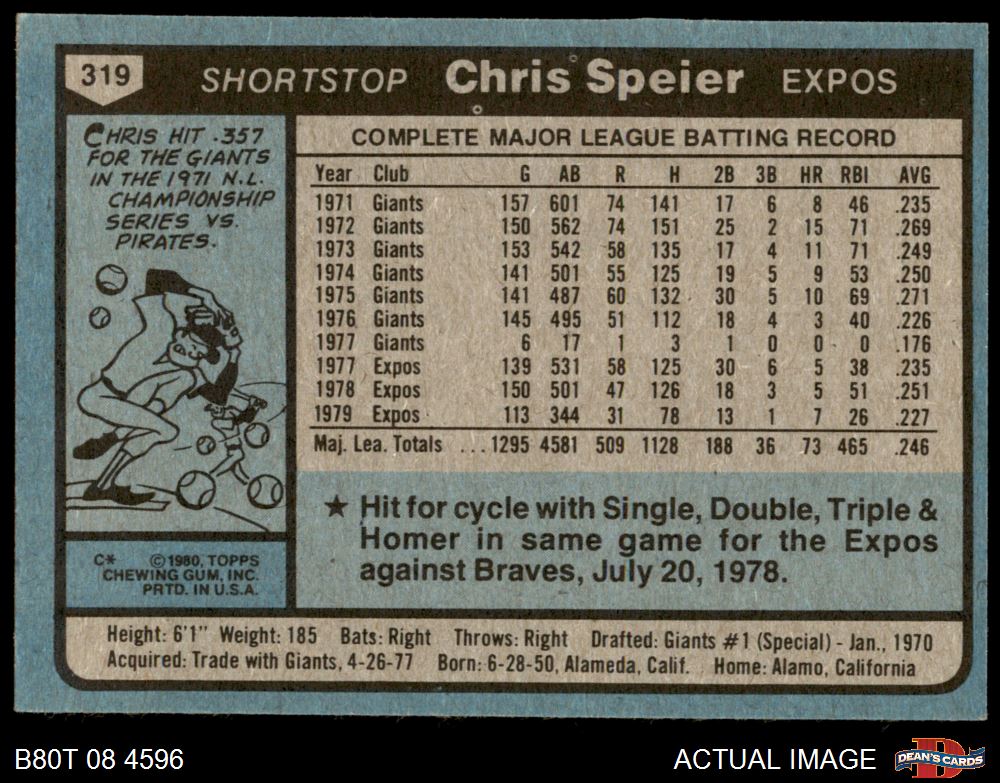 319 SHORTSTOP Chris Speier EXPOS
CHRIS HIT .357
FOR THE GIANTS
IN THE 1971 N.L.
CHAMPIONSHIP
SERIES VS.
PIRATES.
COMPLETE MAJOR LEAGUE BATTING RECORD
Year Club G AB R H 2B 3B HR RBI AVG
1971 Giants 157 601 74 141 17 6 8 46 .235
1972 Giants 150 562 74 151 25 2 15 71 .269
1973 Giants 153 542 58 135 17 4 11 71 .249
1974 Giants 141 501 55 125 19 5 9 53 .250
1975 Giants 141 487 60 132 30 5 10 69 .271
1976 Giants 145 495 51 112 18 4 3 40 .226
1977 Giants 6 17 1 3 1 0 0 0 .176
1977 Expos 139 531 58 125 30 6 5 38 .235
1978 Expos 150 501 47 126 18 3 5 51 .251
1979 Expos 113 344 31 78 13 1 7 26 .227
Maj. Lea. Totals ...1295 4581 509 1128 188 36 73 465 .246
★ Hit for cycle with Single, Double, Triple &
Homer in same game for the Expos
against Braves, July 20, 1978.
C* ©1980, TOPPS
CHEWING GUM, INC.
PRTD. IN U.S.A.
Height: 6'1" Weight: 185 Bats: Right Throws: Right Drafted: Giants #1 (Special) - Jan., 1970
Acquired: Trade with Giants, 4-26-77 Born: 6-28-50, Alameda, Calif. Home: Alamo, California
B80T 08 4596 ACTUAL IMAGE D DEAN'S CARDS